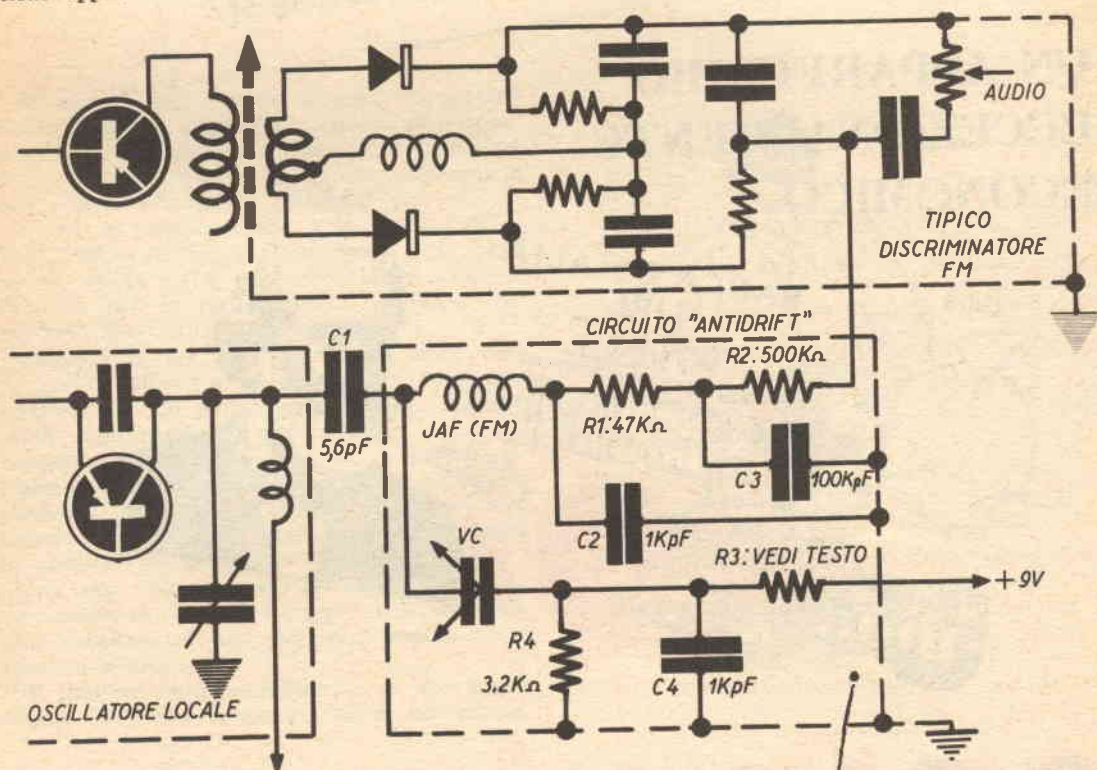 AUDIO
TIPICO
DISCRIMINATORE
FM
CIRCUITO "ANTIDRIFT"
C1
5,6pF
JAF (FM)
R1:47KΩ
R2:500KΩ
C3
100KpF
C2
1KpF
VC
R3:VEDI TESTO
+9V
R4
3,2KΩ
C4
1KpF
OSCILLATORE LOCALE